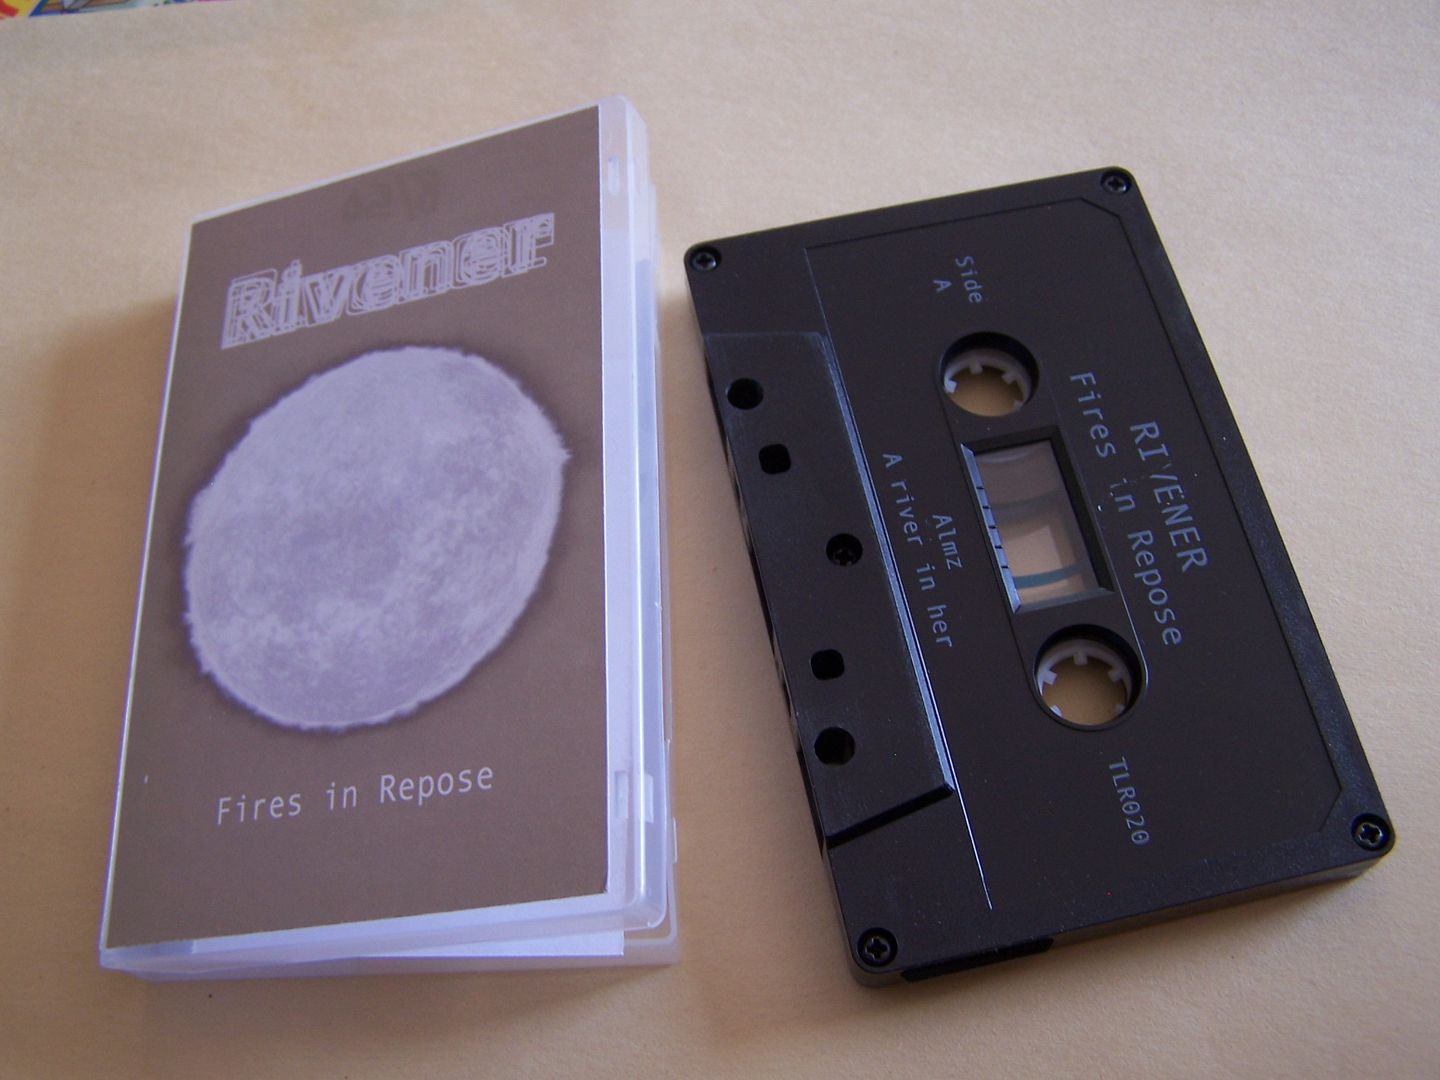 Rivener
Fires in Repose
Side
A
RIVENER
Fires in Repose
Almz
A river in her
TLR020